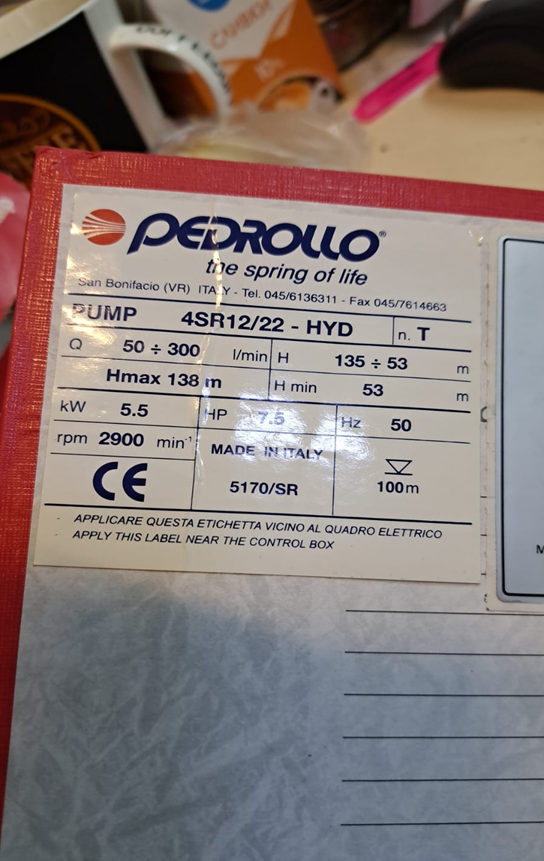 СЛИВКИ
10%
PEDROLLO®
the spring of life
San Bonifacio (VR) ITALY - Tel. 045/6136311 - Fax 045/7614663
PUMP 4SR12/22 - HYD n. T
Q 50 ÷ 300 l/min H 135 ÷ 53 m
Hmax 138 m H min 53 m
kW 5.5 HP 7.5 Hz 50
rpm 2900 min⁻¹ MADE IN ITALY
CE 5170/SR 100m
APPLICARE QUESTA ETICHETTA VICINO AL QUADRO ELETTRICO
APPLY THIS LABEL NEAR THE CONTROL BOX
M